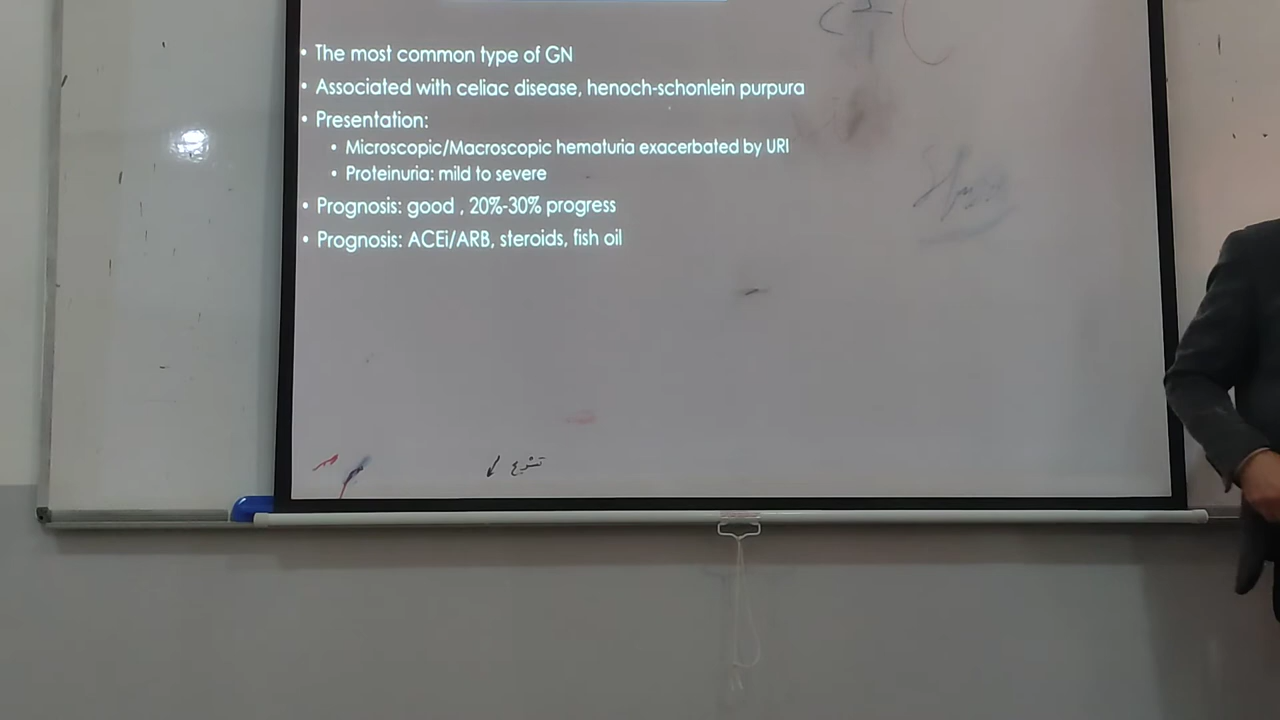 • The most common type of GN
• Associated with celiac disease, henoch-schonlein purpura
• Presentation:
• Microscopic/Macroscopic hematuria exacerbated by URI
• Proteinuria: mild to severe
• Prognosis: good , 20%-30% progress
• Prognosis: ACEi/ARB, steroids, fish oil